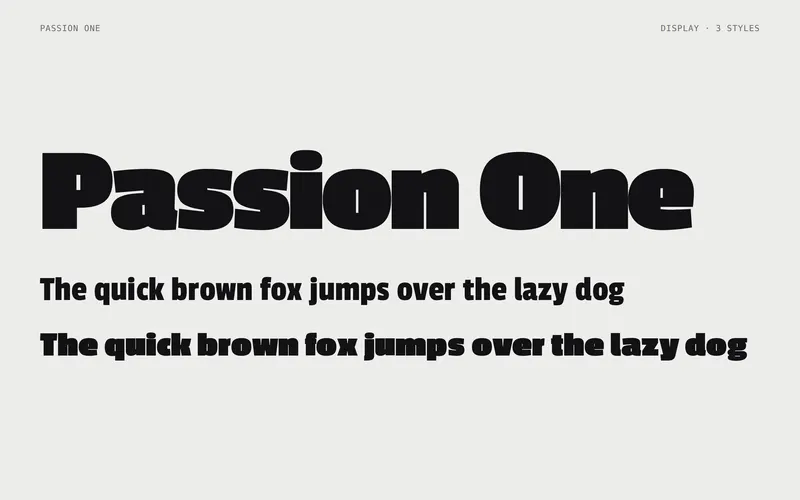 PASSION ONE
DISPLAY · 3 STYLES
Passion One
The quick brown fox jumps over the lazy dog
The quick brown fox jumps over the lazy dog